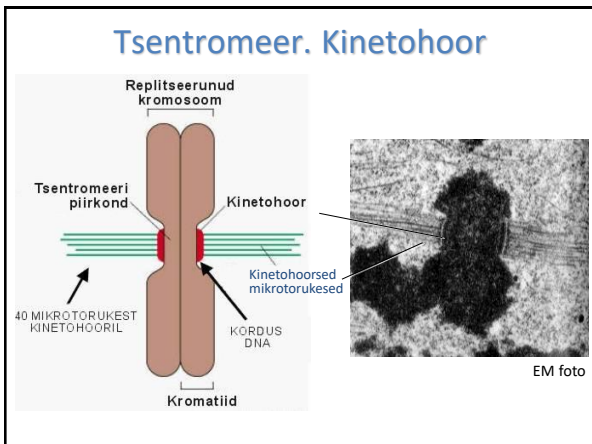 Tsentromeer. Kinetohoor
Replitseerunud
kromosoom
Tsentromeeri
piirkond
Kinetohoor
Kinetohoorsed
mikrotorukesed
40 MIKROTORUKEST
KINETOHOORIL
KORDUS
DNA
Kromatiid
EM foto